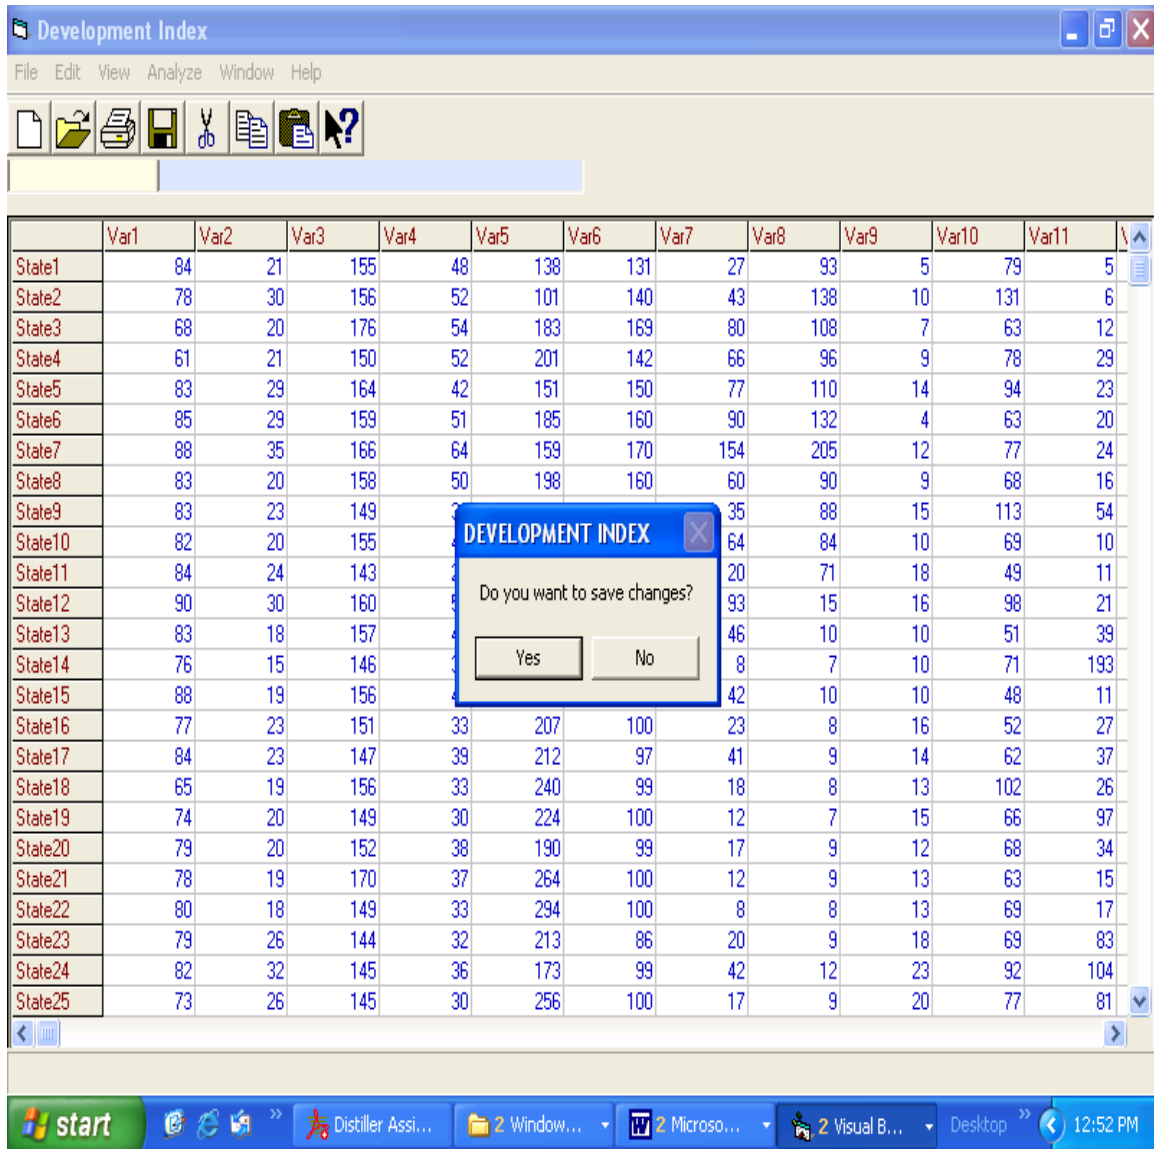 Development Index
File Edit View Analyze Window Help
Var1 Var2 Var3 Var4 Var5 Var6 Var7 Var8 Var9 Var10 Var11
State1 84 21 155 48 138 131 27 93 5 79 5
State2 78 30 156 52 101 140 43 138 10 131 6
State3 68 20 176 54 183 169 80 108 7 63 12
State4 61 21 150 52 201 142 66 96 9 78 29
State5 83 29 164 42 151 150 77 110 14 94 23
State6 85 29 159 51 185 160 90 132 4 63 20
State7 88 35 166 64 159 170 154 205 12 77 24
State8 83 20 158 50 198 160 60 90 9 68 16
State9 83 23 149 35 88 15 113 54
State10 82 20 155 64 84 10 69 10
State11 84 24 143 20 71 18 49 11
State12 90 30 160 93 15 16 98 21
State13 83 18 157 46 10 10 51 39
State14 76 15 146 8 7 10 71 193
State15 88 19 156 42 10 10 48 11
State16 77 23 151 33 207 100 23 8 16 52 27
State17 84 23 147 39 212 97 41 9 14 62 37
State18 65 19 156 33 240 99 18 8 13 102 26
State19 74 20 149 30 224 100 12 7 15 66 97
State20 79 20 152 38 190 99 17 9 12 68 34
State21 78 19 170 37 264 100 12 9 13 63 15
State22 80 18 149 33 294 100 8 8 13 69 17
State23 79 26 144 32 213 86 20 9 18 69 83
State24 82 32 145 36 173 99 42 12 23 92 104
State25 73 26 145 30 256 100 17 9 20 77 81
DEVELOPMENT INDEX
Do you want to save changes?
Yes No
start Distiller Assi... 2 Window... 2 Microso... 2 Visual B... Desktop 12:52 PM